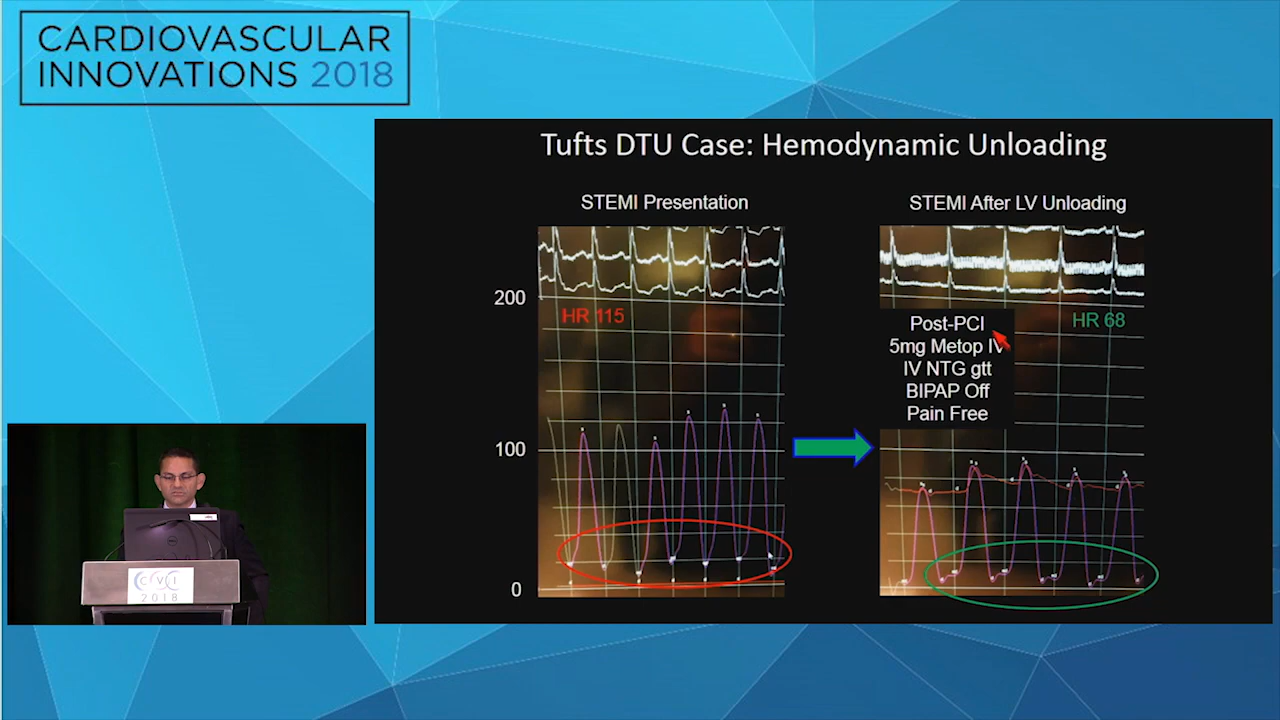 CARDIOVASCULAR
INNOVATIONS 2018
Tufts DTU Case: Hemodynamic Unloading
STEMI Presentation
STEMI After LV Unloading
200
100
0
HR 115
HR 68
Post-PCI
5mg Metop IV
IV NTG gtt
BIPAP Off
Pain Free
CVI
2018